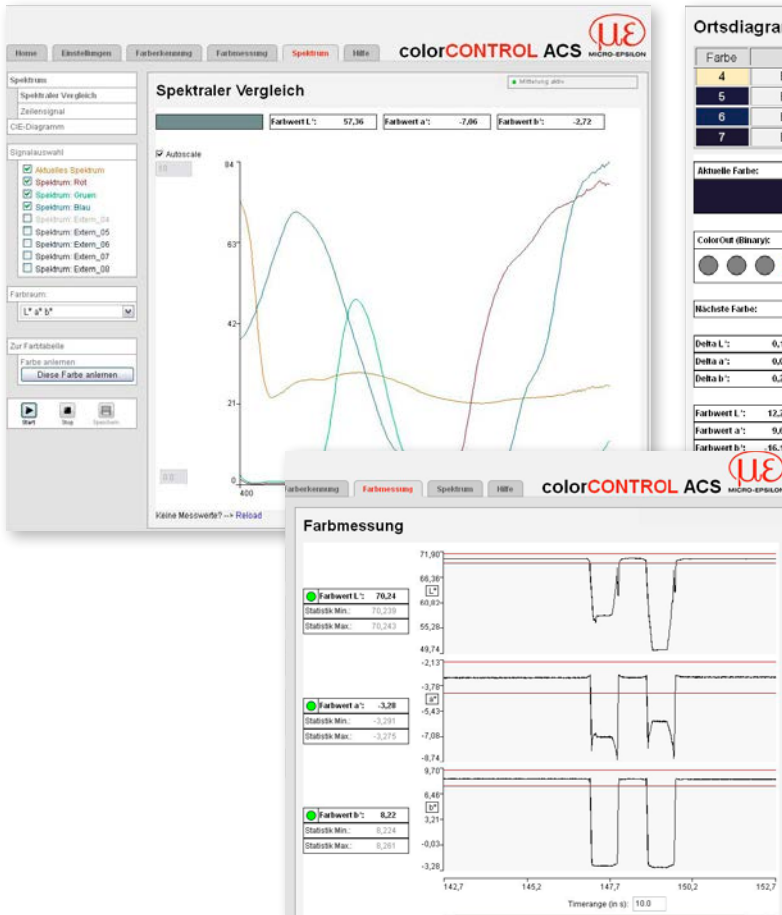 µε
MICRO-EPSILON
Home Einstellungen Farberkennung Farbmessung Spektrum Hilfe colorCONTROL ACS
Spektrum
Spektraler Vergleich
Zeilensignal
CIE-Diagramm
Signalauswahl
Aktuelles Spektrum
Spektrum: Rot
Spektrum: Gruen
Spektrum: Blau
Spektrum: Extern_04
Spektrum: Extern_05
Spektrum: Extern_06
Spektrum: Extern_07
Spektrum: Extern_08
Farbraum:
L* a* b*
Zur Farbtabelle
Farbe anlernen
Diese Farbe anlernen
Start Stop Speichern
Spektraler Vergleich
Mittelung aktiv
Farbwert L*: 57,36 Farbwert a*: -7,06 Farbwert b*: -2,72
Autoscale
84
63
42
21
0
400
Keine Messwerte? --> Reload
Ortsdiagra
Farbe
4
5
6
7
Aktuelle Farbe:
ColorOut (Binary):
Nächste Farbe:
Delta L*:
Delta a*:
Delta b*:
Farbwert L*:
Farbwert a*:
Farbwert b*:
µε
MICRO-EPSILON
arberkennung Farbmessung Spektrum Hilfe colorCONTROL ACS
Farbmessung
71,90
66,36
L*
60,82
55,28
49,74
Farbwert L*: 70,24
Statistik Min.: 70,239
Statistik Max.: 70,243
-2,13
-3,78
a*
-5,43
-7,08
-8,74
Farbwert a*: -3,28
Statistik Min.: -3,291
Statistik Max.: -3,275
9,70
6,46
b*
3,21
-0,03
-3,28
Farbwert b*: 8,22
Statistik Min.: 8,224
Statistik Max.: 8,261
142,7 145,2 147,7 150,2 152,7
Timerange (in s): 10.0